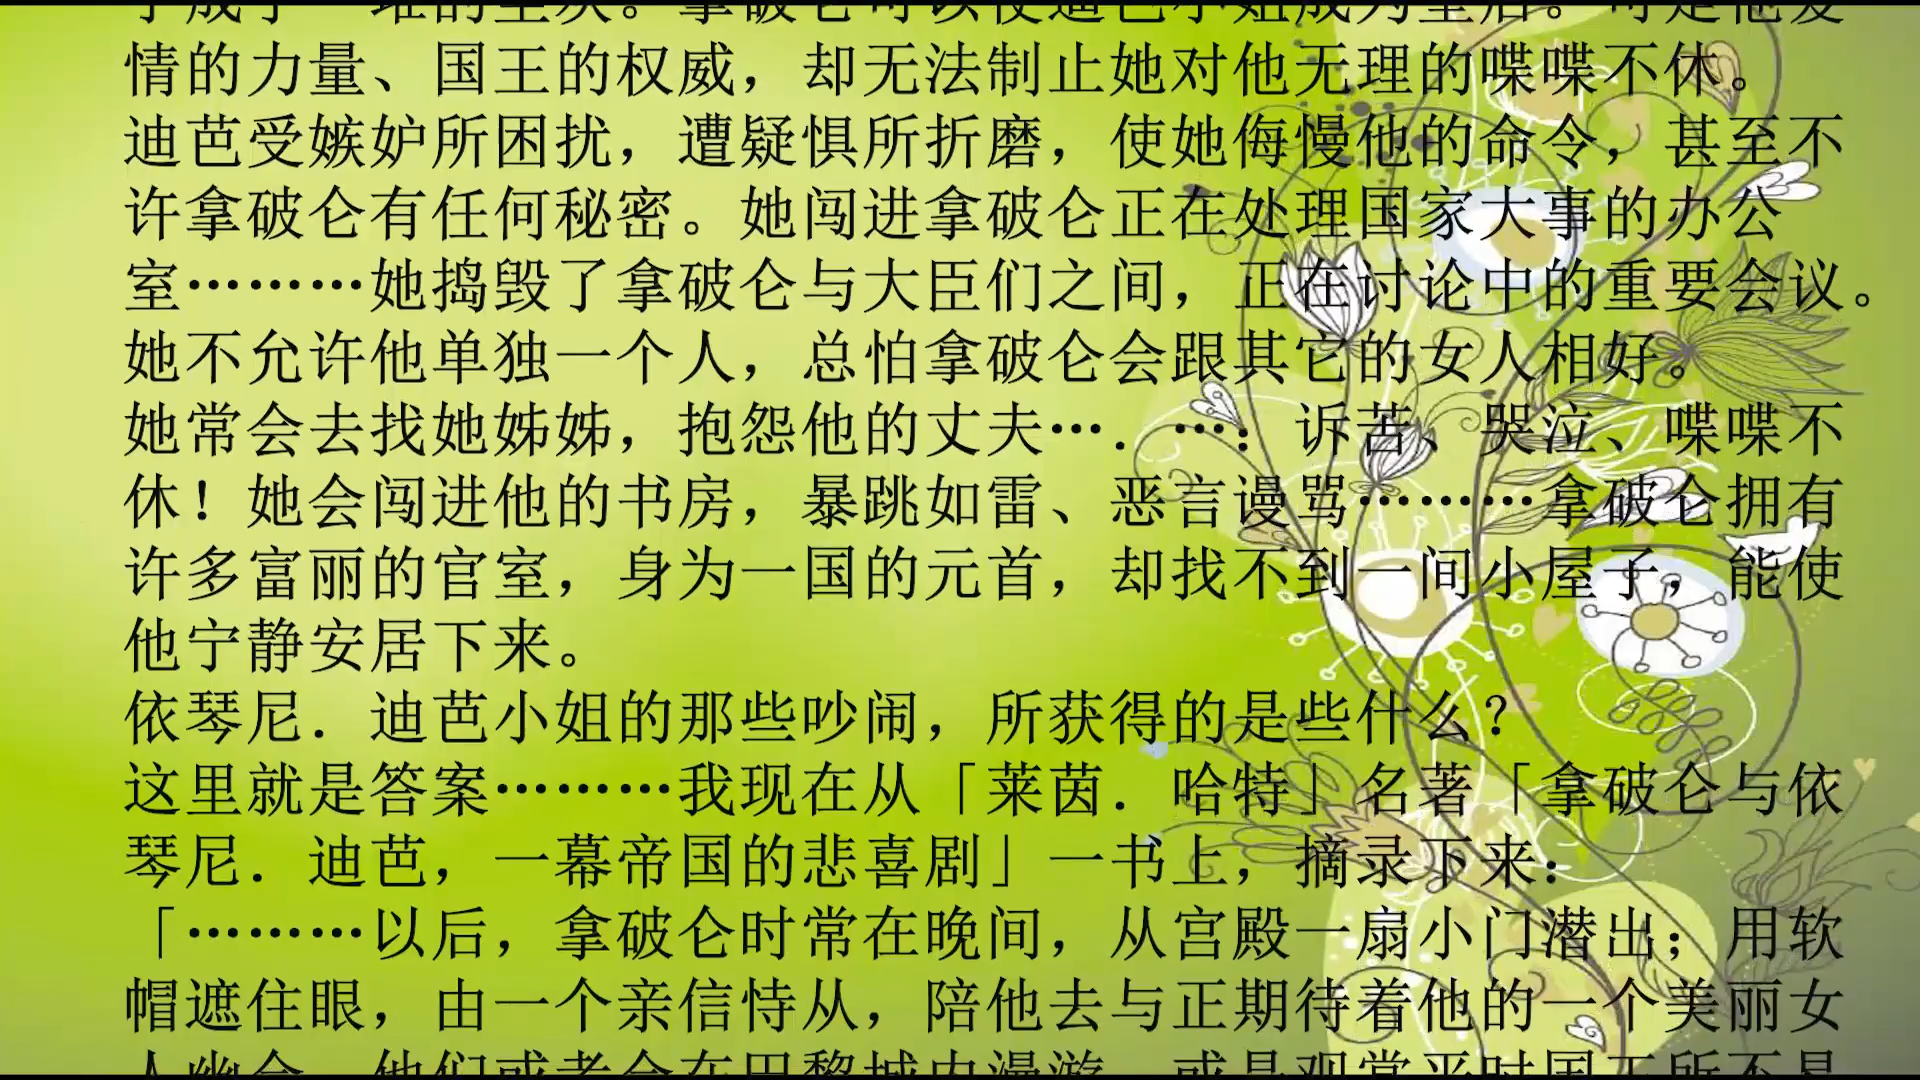 情的力量、国王的权威，却无法制止她对他无理的喋喋不休。
迪芭受嫉妒所困扰，遭疑惧所折磨，使她侮慢他的命令，甚至不
许拿破仑有任何秘密。她闯进拿破仑正在处理国家大事的办公
室………她捣毁了拿破仑与大臣们之间，正在讨论中的重要会议。
她不允许他单独一个人，总怕拿破仑会跟其它的女人相好。
她常会去找她姊姊，抱怨他的丈夫…．…：诉苦、哭泣、喋喋不
休！她会闯进他的书房，暴跳如雷、恶言谩骂………拿破仑拥有
许多富丽的官室，身为一国的元首，却找不到一间小屋子，能使
他宁静安居下来。
依琴尼．迪芭小姐的那些吵闹，所获得的是些什么？
这里就是答案………我现在从「莱茵．哈特」名著「拿破仑与依
琴尼．迪芭，一幕帝国的悲喜剧」一书上，摘录下来：
「………以后，拿破仑时常在晚间，从宫殿一扇小门潜出；用软
帽遮住眼，由一个亲信恃从，陪他去与正期待着他的一个美丽女